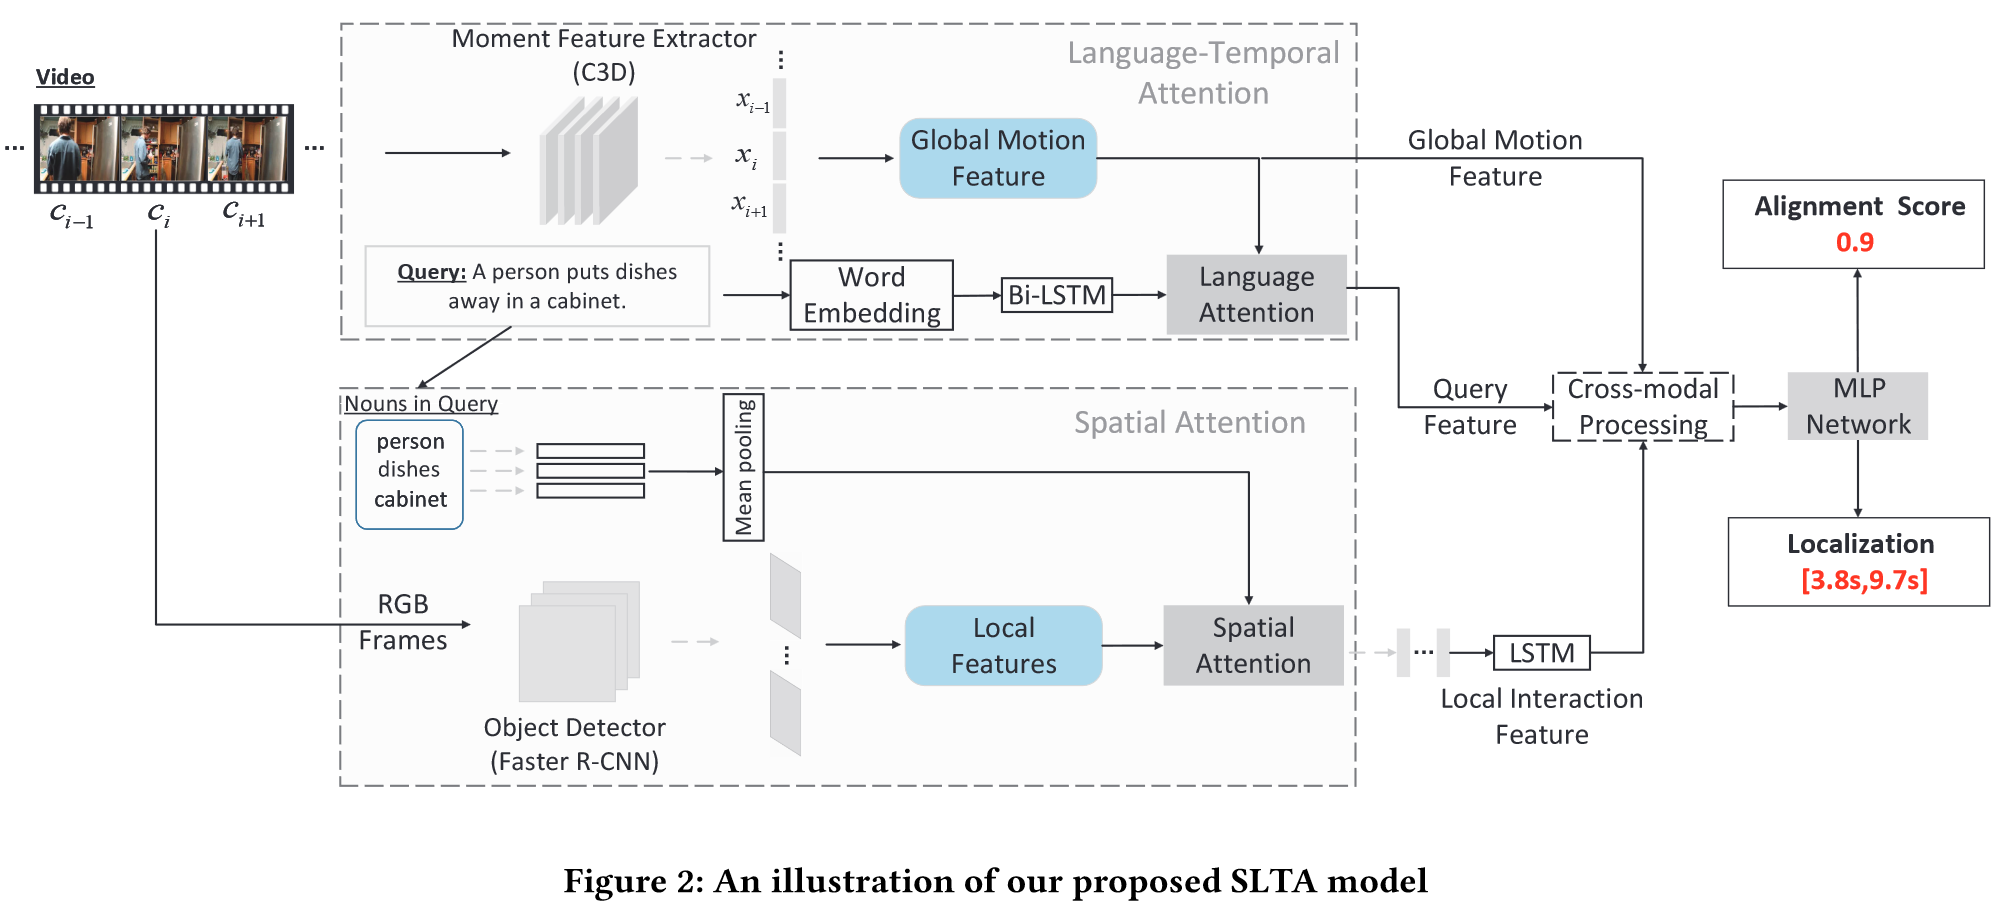 Video
...
...
c_{i-1}
c_i
c_{i+1}
Moment Feature Extractor
(C3D)
⋮
x_{i-1}
x_i
x_{i+1}
⋮
Global Motion
Feature
Language-Temporal
Attention
Query: A person puts dishes
away in a cabinet.
Word
Embedding
Bi-LSTM
Language
Attention
Global Motion
Feature
Query
Feature
Nouns in Query
person
dishes
cabinet
Mean pooling
Spatial Attention
RGB
Frames
Object Detector
(Faster R-CNN)
⋮
Local
Features
Spatial
Attention
...
LSTM
Local Interaction
Feature
Cross-modal
Processing
MLP
Network
Alignment Score
0.9
Localization
[3.8s,9.7s]
Figure 2: An illustration of our proposed SLTA model